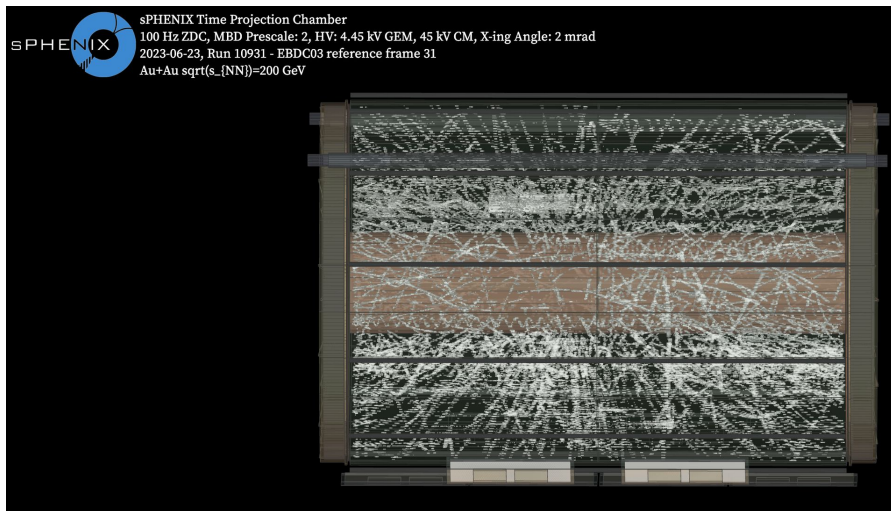 SPHENIX
sPHENIX Time Projection Chamber
100 Hz ZDC, MBD Prescale: 2, HV: 4.45 kV GEM, 45 kV CM, X-ing Angle: 2 mrad
2023-06-23, Run 10931 - EBDC03 reference frame 31
Au+Au sqrt(s_{NN})=200 GeV